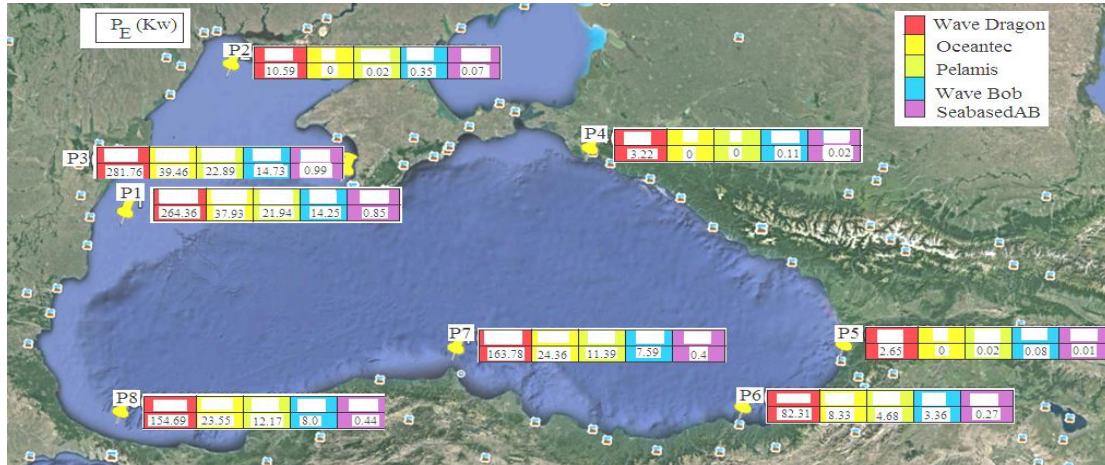 P_E (Kw)
Wave Dragon
Oceantec
Pelamis
Wave Bob
SeabasedAB
P2
10.59 0 0.02 0.35 0.07
P4
3.22 0 0 0.11 0.02
P3
281.76 39.46 22.89 14.73 0.99
P1
264.36 37.93 21.94 14.25 0.85
P7
163.78 24.36 11.39 7.59 0.4
P5
2.65 0 0.02 0.08 0.01
P8
154.69 23.55 12.17 8.0 0.44
P6
82.31 8.33 4.68 3.36 0.27